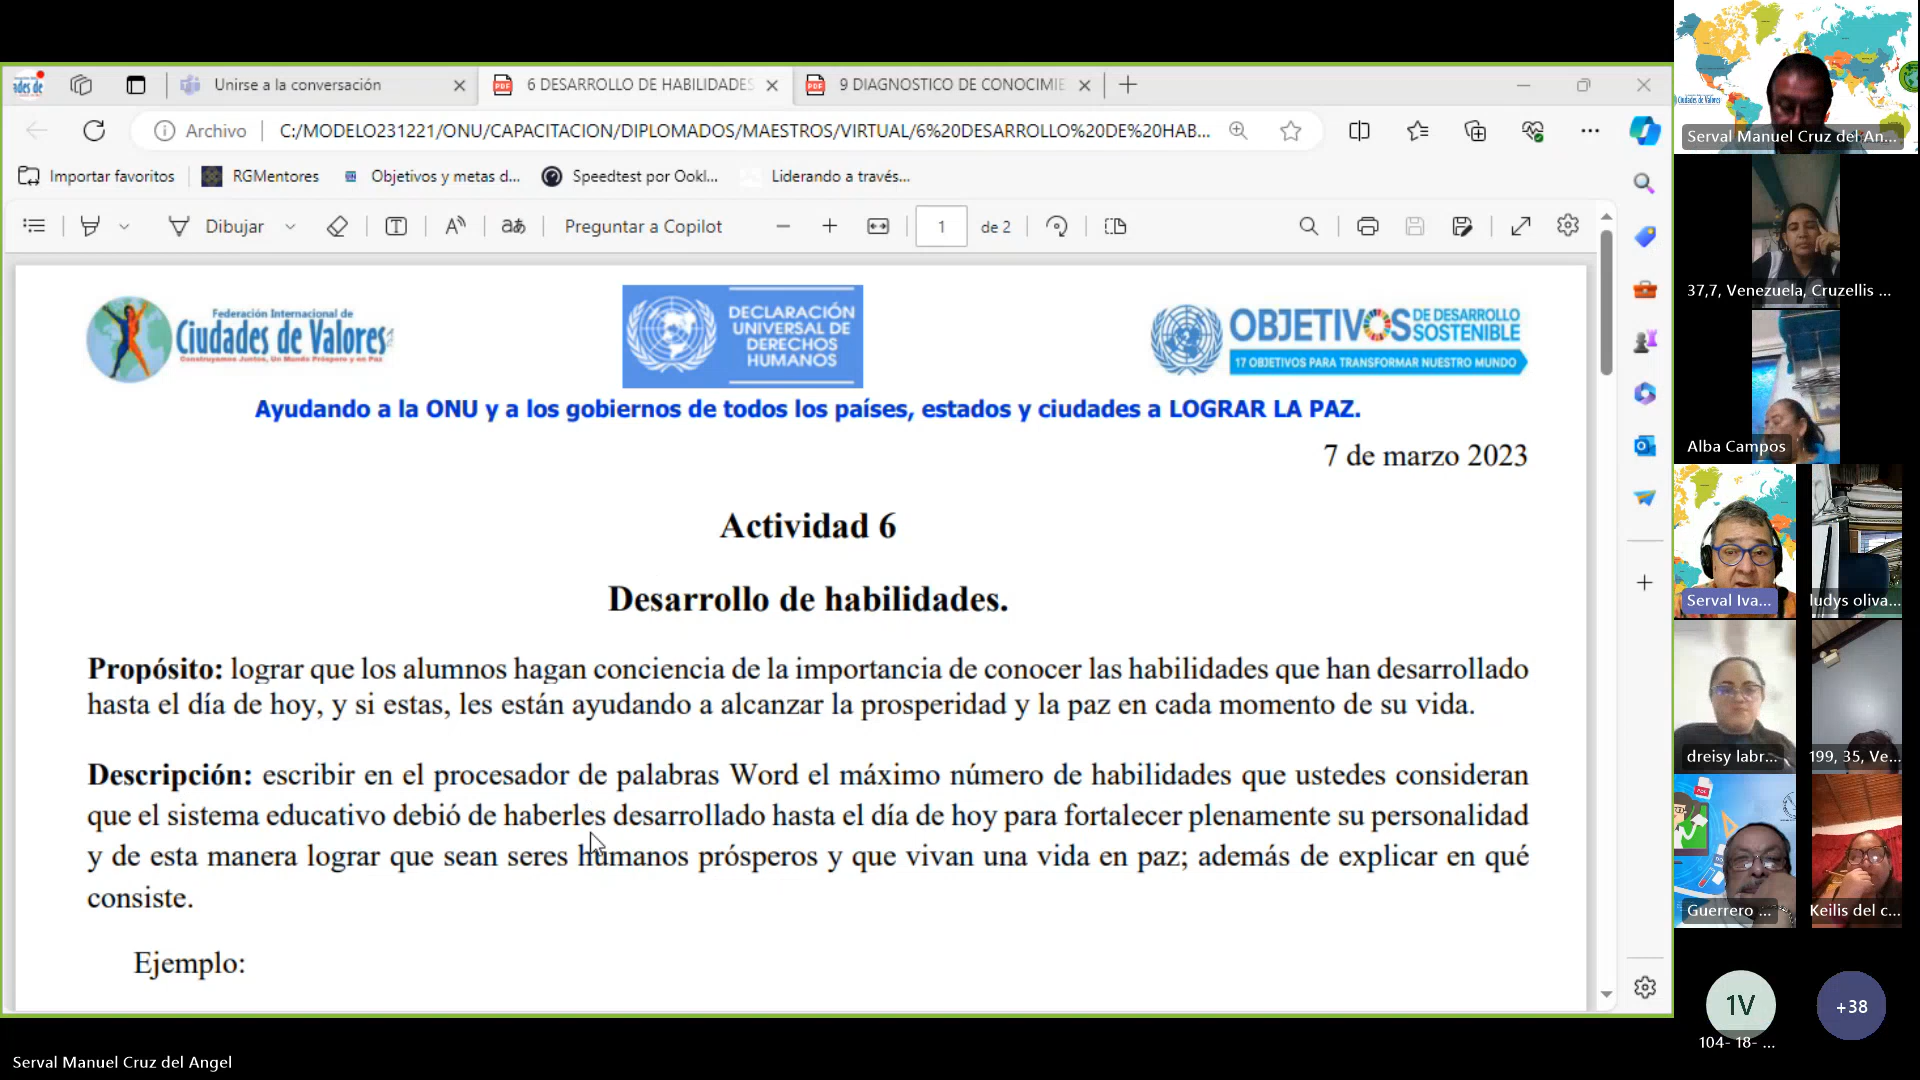 Unirse a la conversación
6 DESARROLLO DE HABILIDADES
9 DIAGNOSTICO DE CONOCIMIE
Archivo
C:/MODELO231221/ONU/CAPACITACION/DIPLOMADOS/MAESTROS/VIRTUAL/6%20DESARROLLO%20DE%20HAB...
Importar favoritos
RGMentores
Objetivos y metas d...
Speedtest por Ookl...
Liderando a través...
Dibujar
Preguntar a Copilot
1
de 2
Federación Internacional de
Ciudades de Valores
Construyamos Juntos, Un Mundo Próspero y en Paz
DECLARACIÓN
UNIVERSAL DE
DERECHOS
HUMANOS
OBJETIVOS DE DESARROLLO SOSTENIBLE
17 OBJETIVOS PARA TRANSFORMAR NUESTRO MUNDO
Ayudando a la ONU y a los gobiernos de todos los países, estados y ciudades a LOGRAR LA PAZ.
7 de marzo 2023
Actividad 6
Desarrollo de habilidades.
Propósito: lograr que los alumnos hagan conciencia de la importancia de conocer las habilidades que han desarrollado
hasta el día de hoy, y si estas, les están ayudando a alcanzar la prosperidad y la paz en cada momento de su vida.
Descripción: escribir en el procesador de palabras Word el máximo número de habilidades que ustedes consideran
que el sistema educativo debió de haberles desarrollado hasta el día de hoy para fortalecer plenamente su personalidad
y de esta manera lograr que sean seres humanos prósperos y que vivan una vida en paz; además de explicar en qué
consiste.
Ejemplo:
Serval Manuel Cruz del Angel
Serval Manuel Cruz del An...
37,7, Venezuela, Cruzellis ...
Alba Campos
Serval Iva...
ludys oliva...
dreisy labr...
199, 35, Ve...
Guerrero ...
Keilis del c...
1V
104- 18- ...
+38